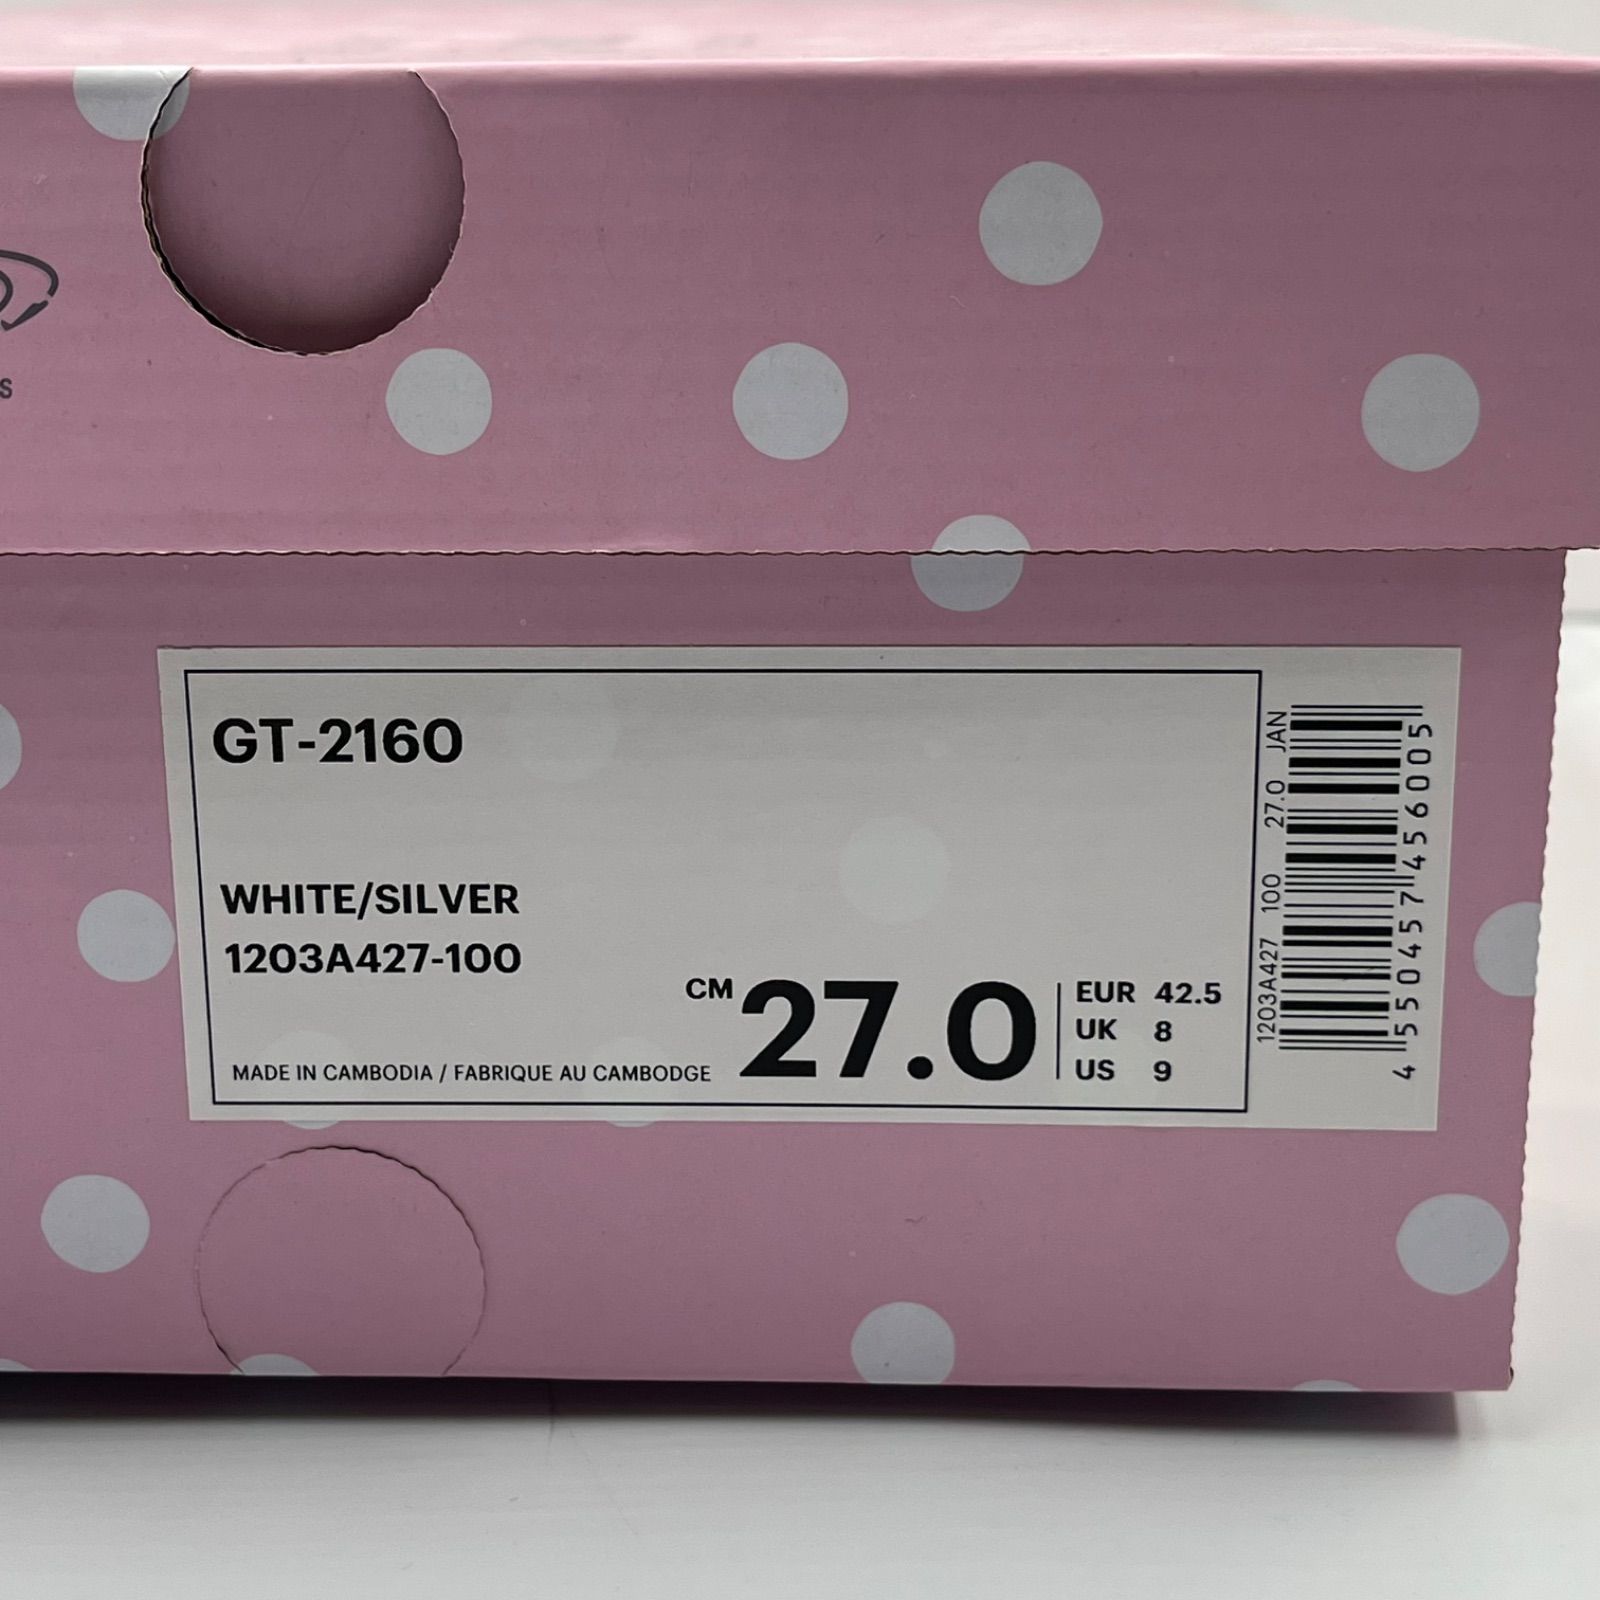 S
GT-2160
WHITE/SILVER
1203A427-100
MADE IN CAMBODIA / FABRIQUE AU CAMBODGE
CM 27.0
EUR 42.5
UK 8
US 9
1203A427 100 27.0 JAN
4550457456005